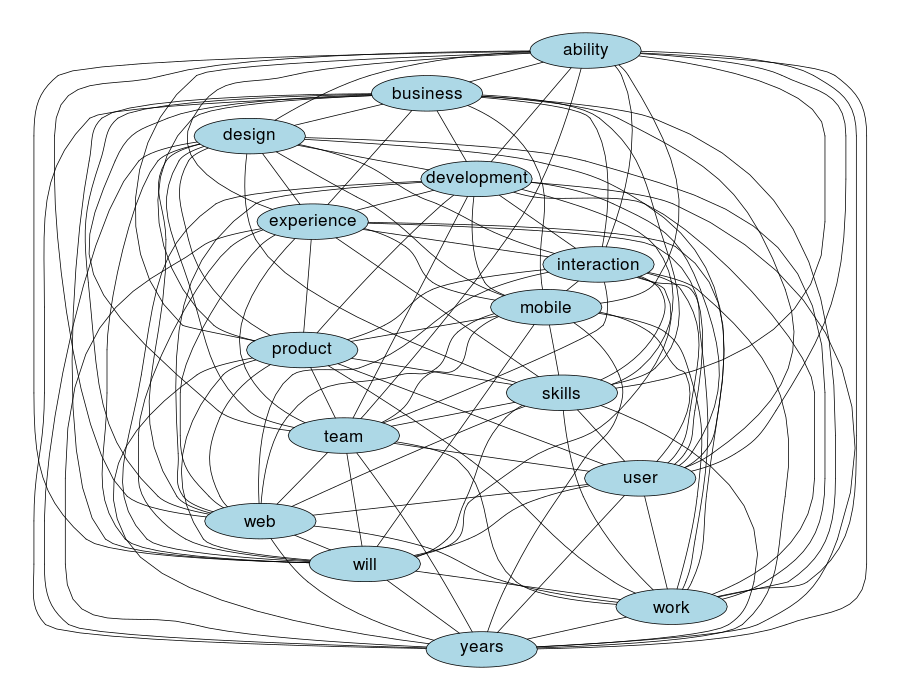 ability
business
design
development
experience
interaction
mobile
product
skills
team
user
web
will
work
years